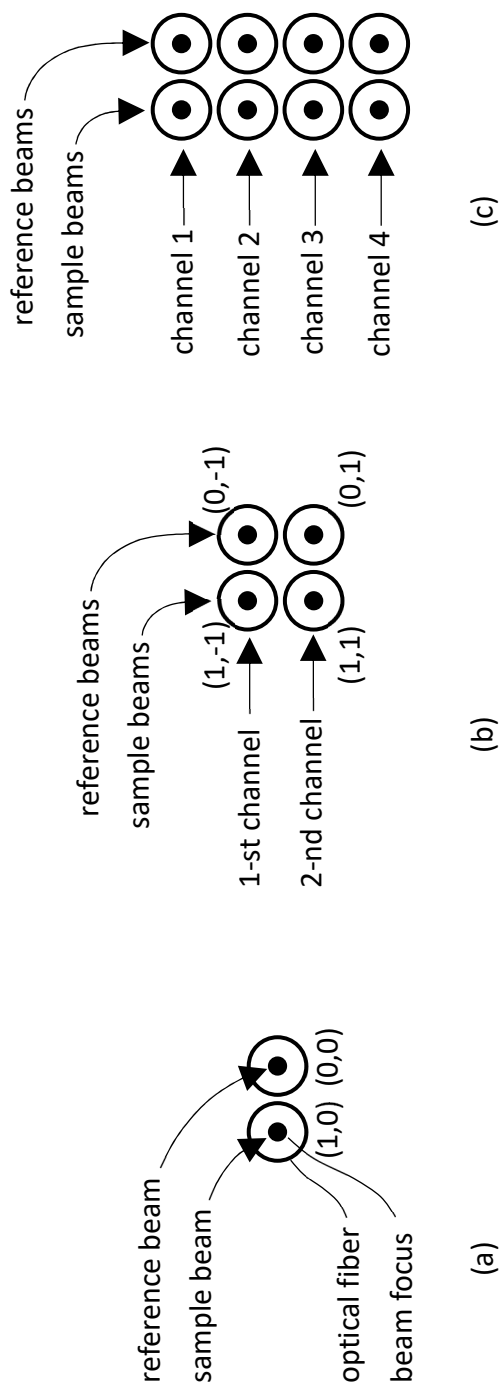 reference beam
sample beam
(1,0) (0,0)
optical fiber
beam focus
(a)
reference beams
sample beams
(1,-1)
(0,-1)
1-st channel
2-nd channel
(1,1)
(0,1)
(b)
reference beams
sample beams
channel 1
channel 2
channel 3
channel 4
(c)